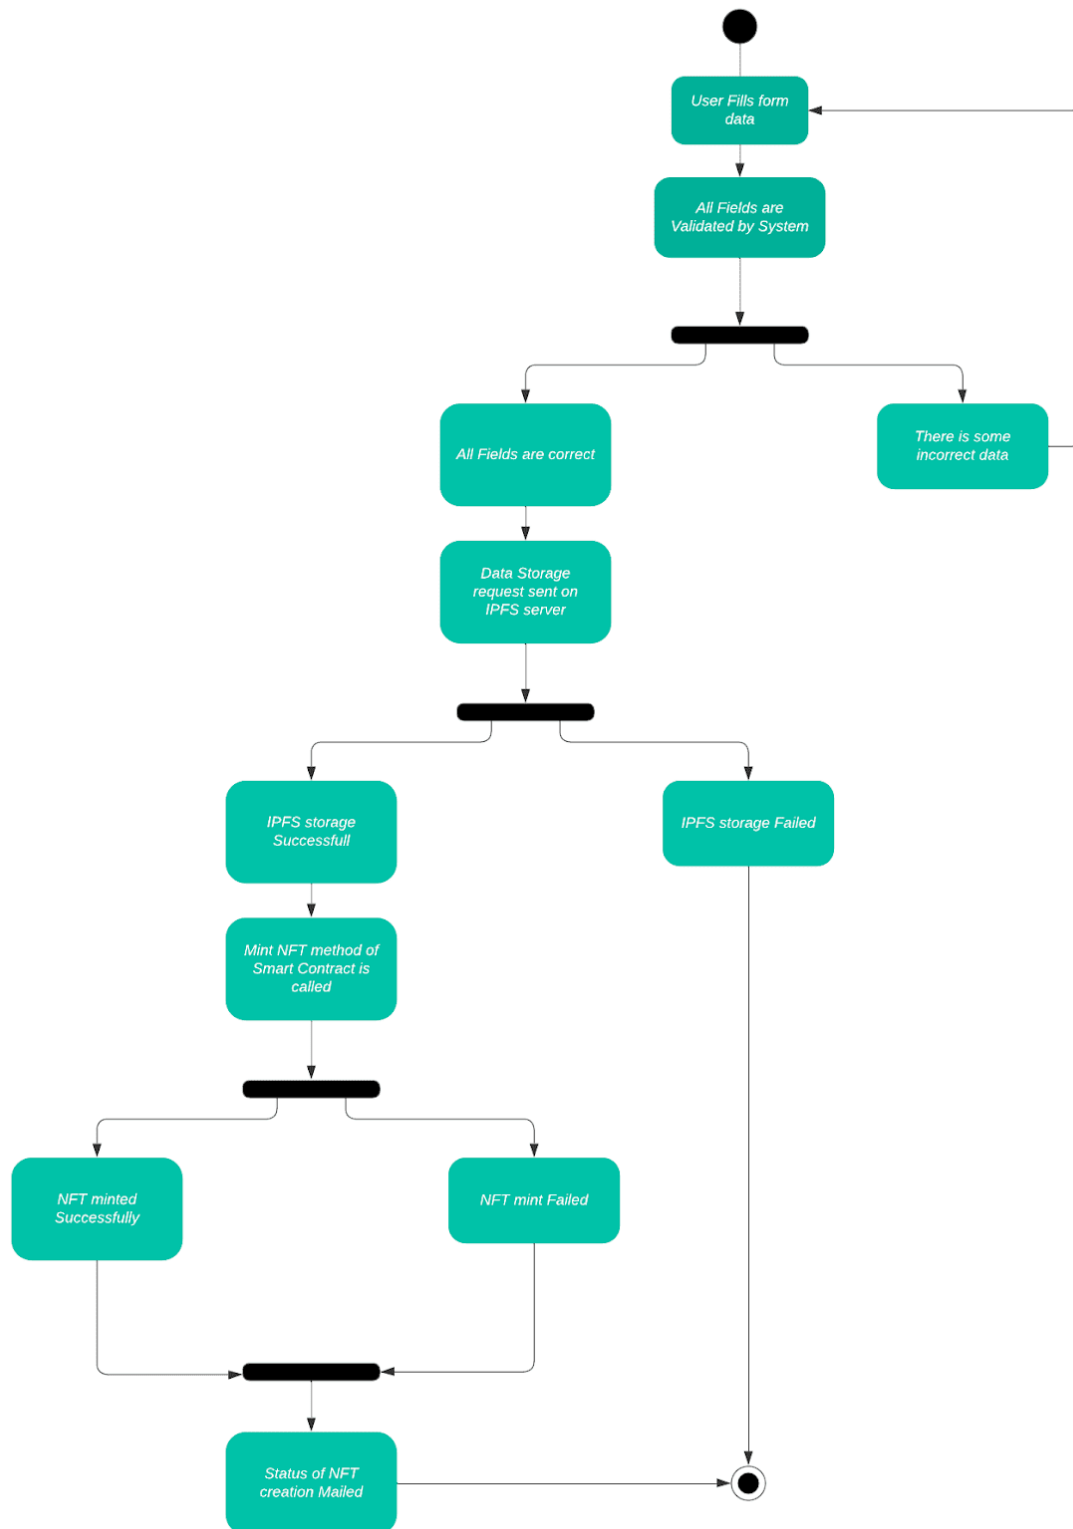 User Fills form
data
All Fields are
Validated by System
All Fields are correct
There is some
incorrect data
Data Storage
request sent on
IPFS server
IPFS storage
Successfull
IPFS storage Failed
Mint NFT method of
Smart Contract is
called
NFT minted
Successfully
NFT mint Failed
Status of NFT
creation Mailed